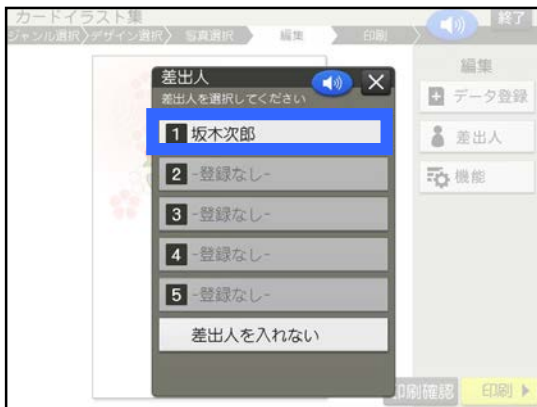 カードイラスト集
終了
ジャンル選択〉デザイン選択〉 写真選択 編集 印刷
差出人
差出人を選択してください
1 坂木次郎
2 -登録なし-
3 -登録なし-
4 -登録なし-
5 -登録なし-
差出人を入れない
編集
データ登録
差出人
機能
印刷確認
印刷